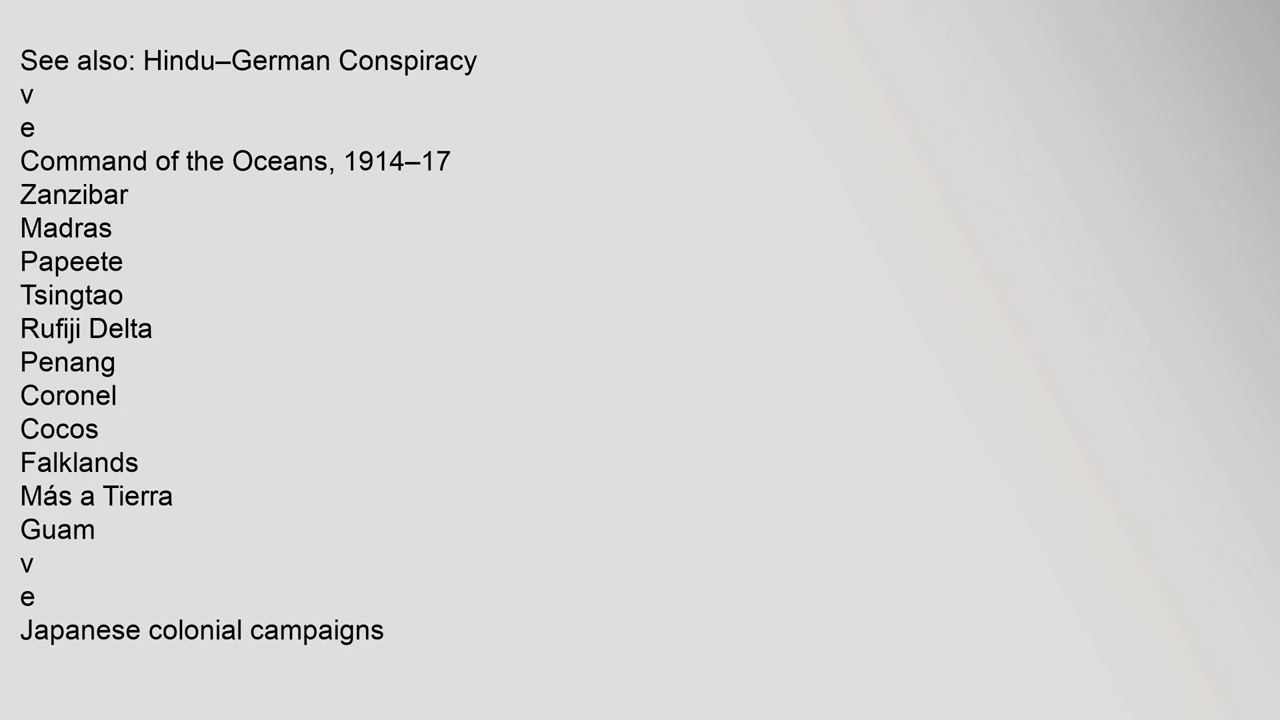 See also: Hindu–German Conspiracy
v
e
Command of the Oceans, 1914–17
Zanzibar
Madras
Papeete
Tsingtao
Rufiji Delta
Penang
Coronel
Cocos
Falklands
Más a Tierra
Guam
v
e
Japanese colonial campaigns